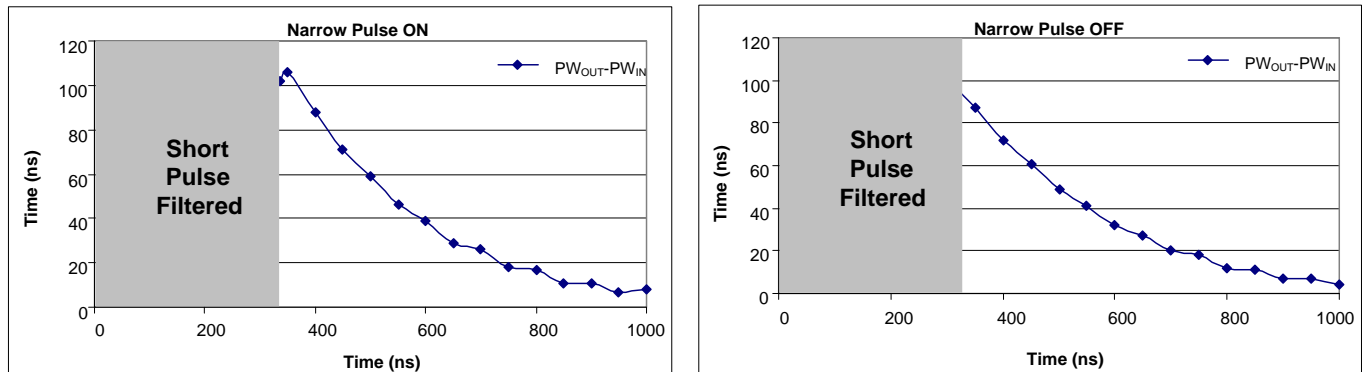 Narrow Pulse ON
120
100
80
60
40
20
0
Time (ns)
PWOUT-PWIN
Short
Pulse
Filtered
0 200 400 600 800 1000
Time (ns)
Narrow Pulse OFF
120
100
80
60
40
20
0
Time (ns)
PWOUT-PWIN
Short
Pulse
Filtered
0 200 400 600 800 1000
Time (ns)